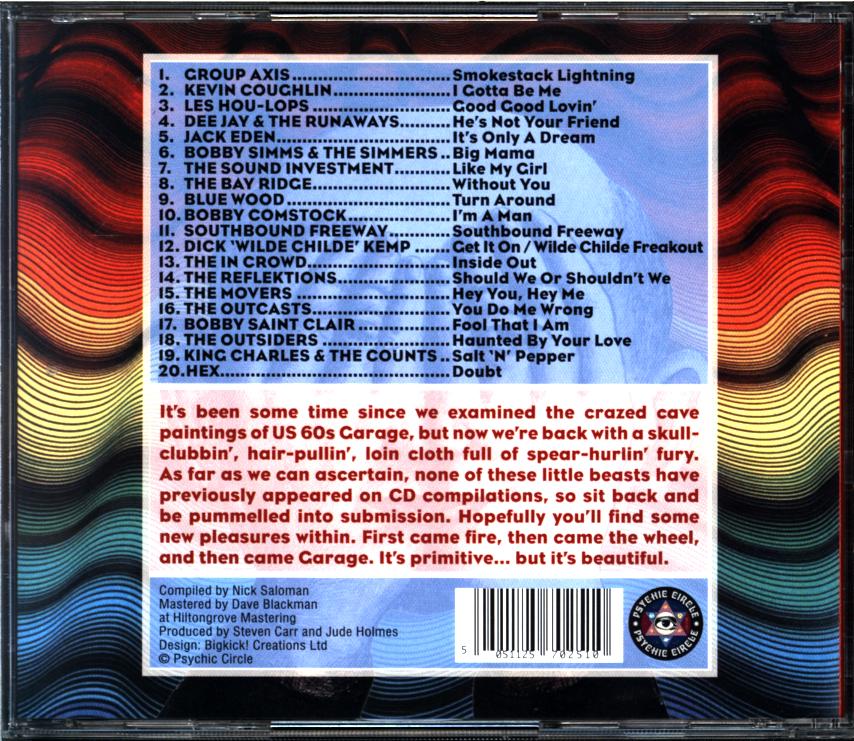 1. GROUP AXIS................................Smokestack Lightning
2. KEVIN COUGHLIN........................I Gotta Be Me
3. LES HOU-LOPS ............................Good Good Lovin'
4. DEE JAY & THE RUNAWAYS.........He's Not Your Friend
5. JACK EDEN..................................It's Only A Dream
6. BOBBY SIMMS & THE SIMMERS ..Big Mama
7. THE SOUND INVESTMENT...........Like My Girl
8. THE BAY RIDGE............................Without You
9. BLUE WOOD.................................Turn Around
10. BOBBY COMSTOCK.....................I'm A Man
11. SOUTHBOUND FREEWAY.............Southbound Freeway
12. DICK 'WILDE CHILDE' KEMP ......Get It On / Wilde Childe Freakout
13. THE IN CROWD............................Inside Out
14. THE REFLEKTIONS.......................Should We Or Shouldn't We
15. THE MOVERS ..............................Hey You, Hey Me
16. THE OUTCASTS...........................You Do Me Wrong
17. BOBBY SAINT CLAIR ..................Fool That I Am
18. THE OUTSIDERS .........................Haunted By Your Love
19. KING CHARLES & THE COUNTS ..Salt 'N' Pepper
20.HEX.............................................Doubt
It's been some time since we examined the crazed cave
paintings of US 60s Garage, but now we're back with a skull-
clubbin', hair-pullin', loin cloth full of spear-hurlin' fury.
As far as we can ascertain, none of these little beasts have
previously appeared on CD compilations, so sit back and
be pummelled into submission. Hopefully you'll find some
new pleasures within. First came fire, then came the wheel,
and then came Garage. It's primitive... but it's beautiful.
Compiled by Nick Saloman
Mastered by Dave Blackman
at Hiltongrove Mastering
Produced by Steven Carr and Jude Holmes
Design: Bigkick! Creations Ltd
© Psychic Circle
5 051125 702510
PSYCHIC CIRCLE
PSYCHIC CIRCLE